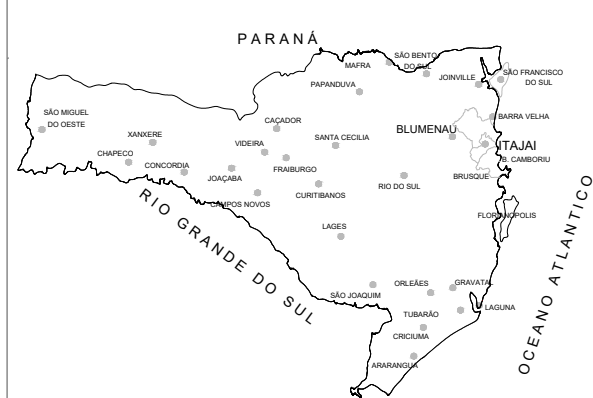 PARANÁ
MAFRA
SÃO BENTO
DO SUL
SÃO FRANCISCO
DO SUL
JOINVILLE
PAPANDUVA
SÃO MIGUEL
DO OESTE
BARRA VELHA
CAÇADOR
BLUMENAU
XANXERE
VIDEIRA
SANTA CECILIA
ITAJAI
CHAPECO
B. CAMBORIU
CONCORDIA
FRAIBURGO
JOAÇABA
BRUSQUE
RIO DO SUL
CURITIBANOS
CAMPOS NOVOS
FLORIANOPOLIS
LAGES
RIO GRANDE DO SUL
OCEANO ATLANTICO
ORLEÃES
GRAVATAL
SÃO JOAQUIM
LAGUNA
TUBARÃO
CRICIUMA
ARARANGUA